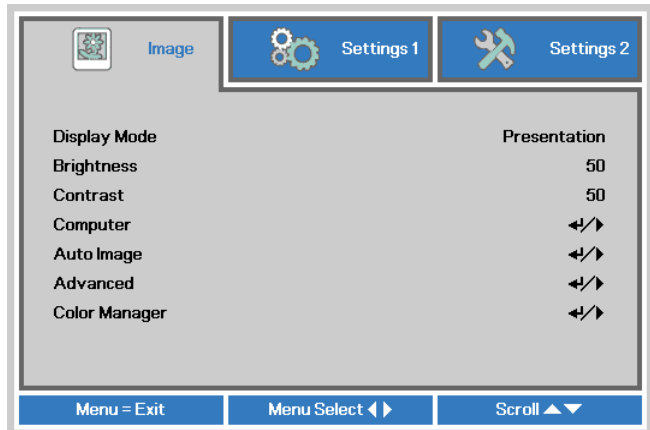 Image Settings 1 Settings 2
Display Mode Presentation
Brightness 50
Contrast 50
Computer ↵/▶
Auto Image ↵/▶
Advanced ↵/▶
Color Manager ↵/▶
Menu = Exit Menu Select ◀▶ Scroll ▲▼